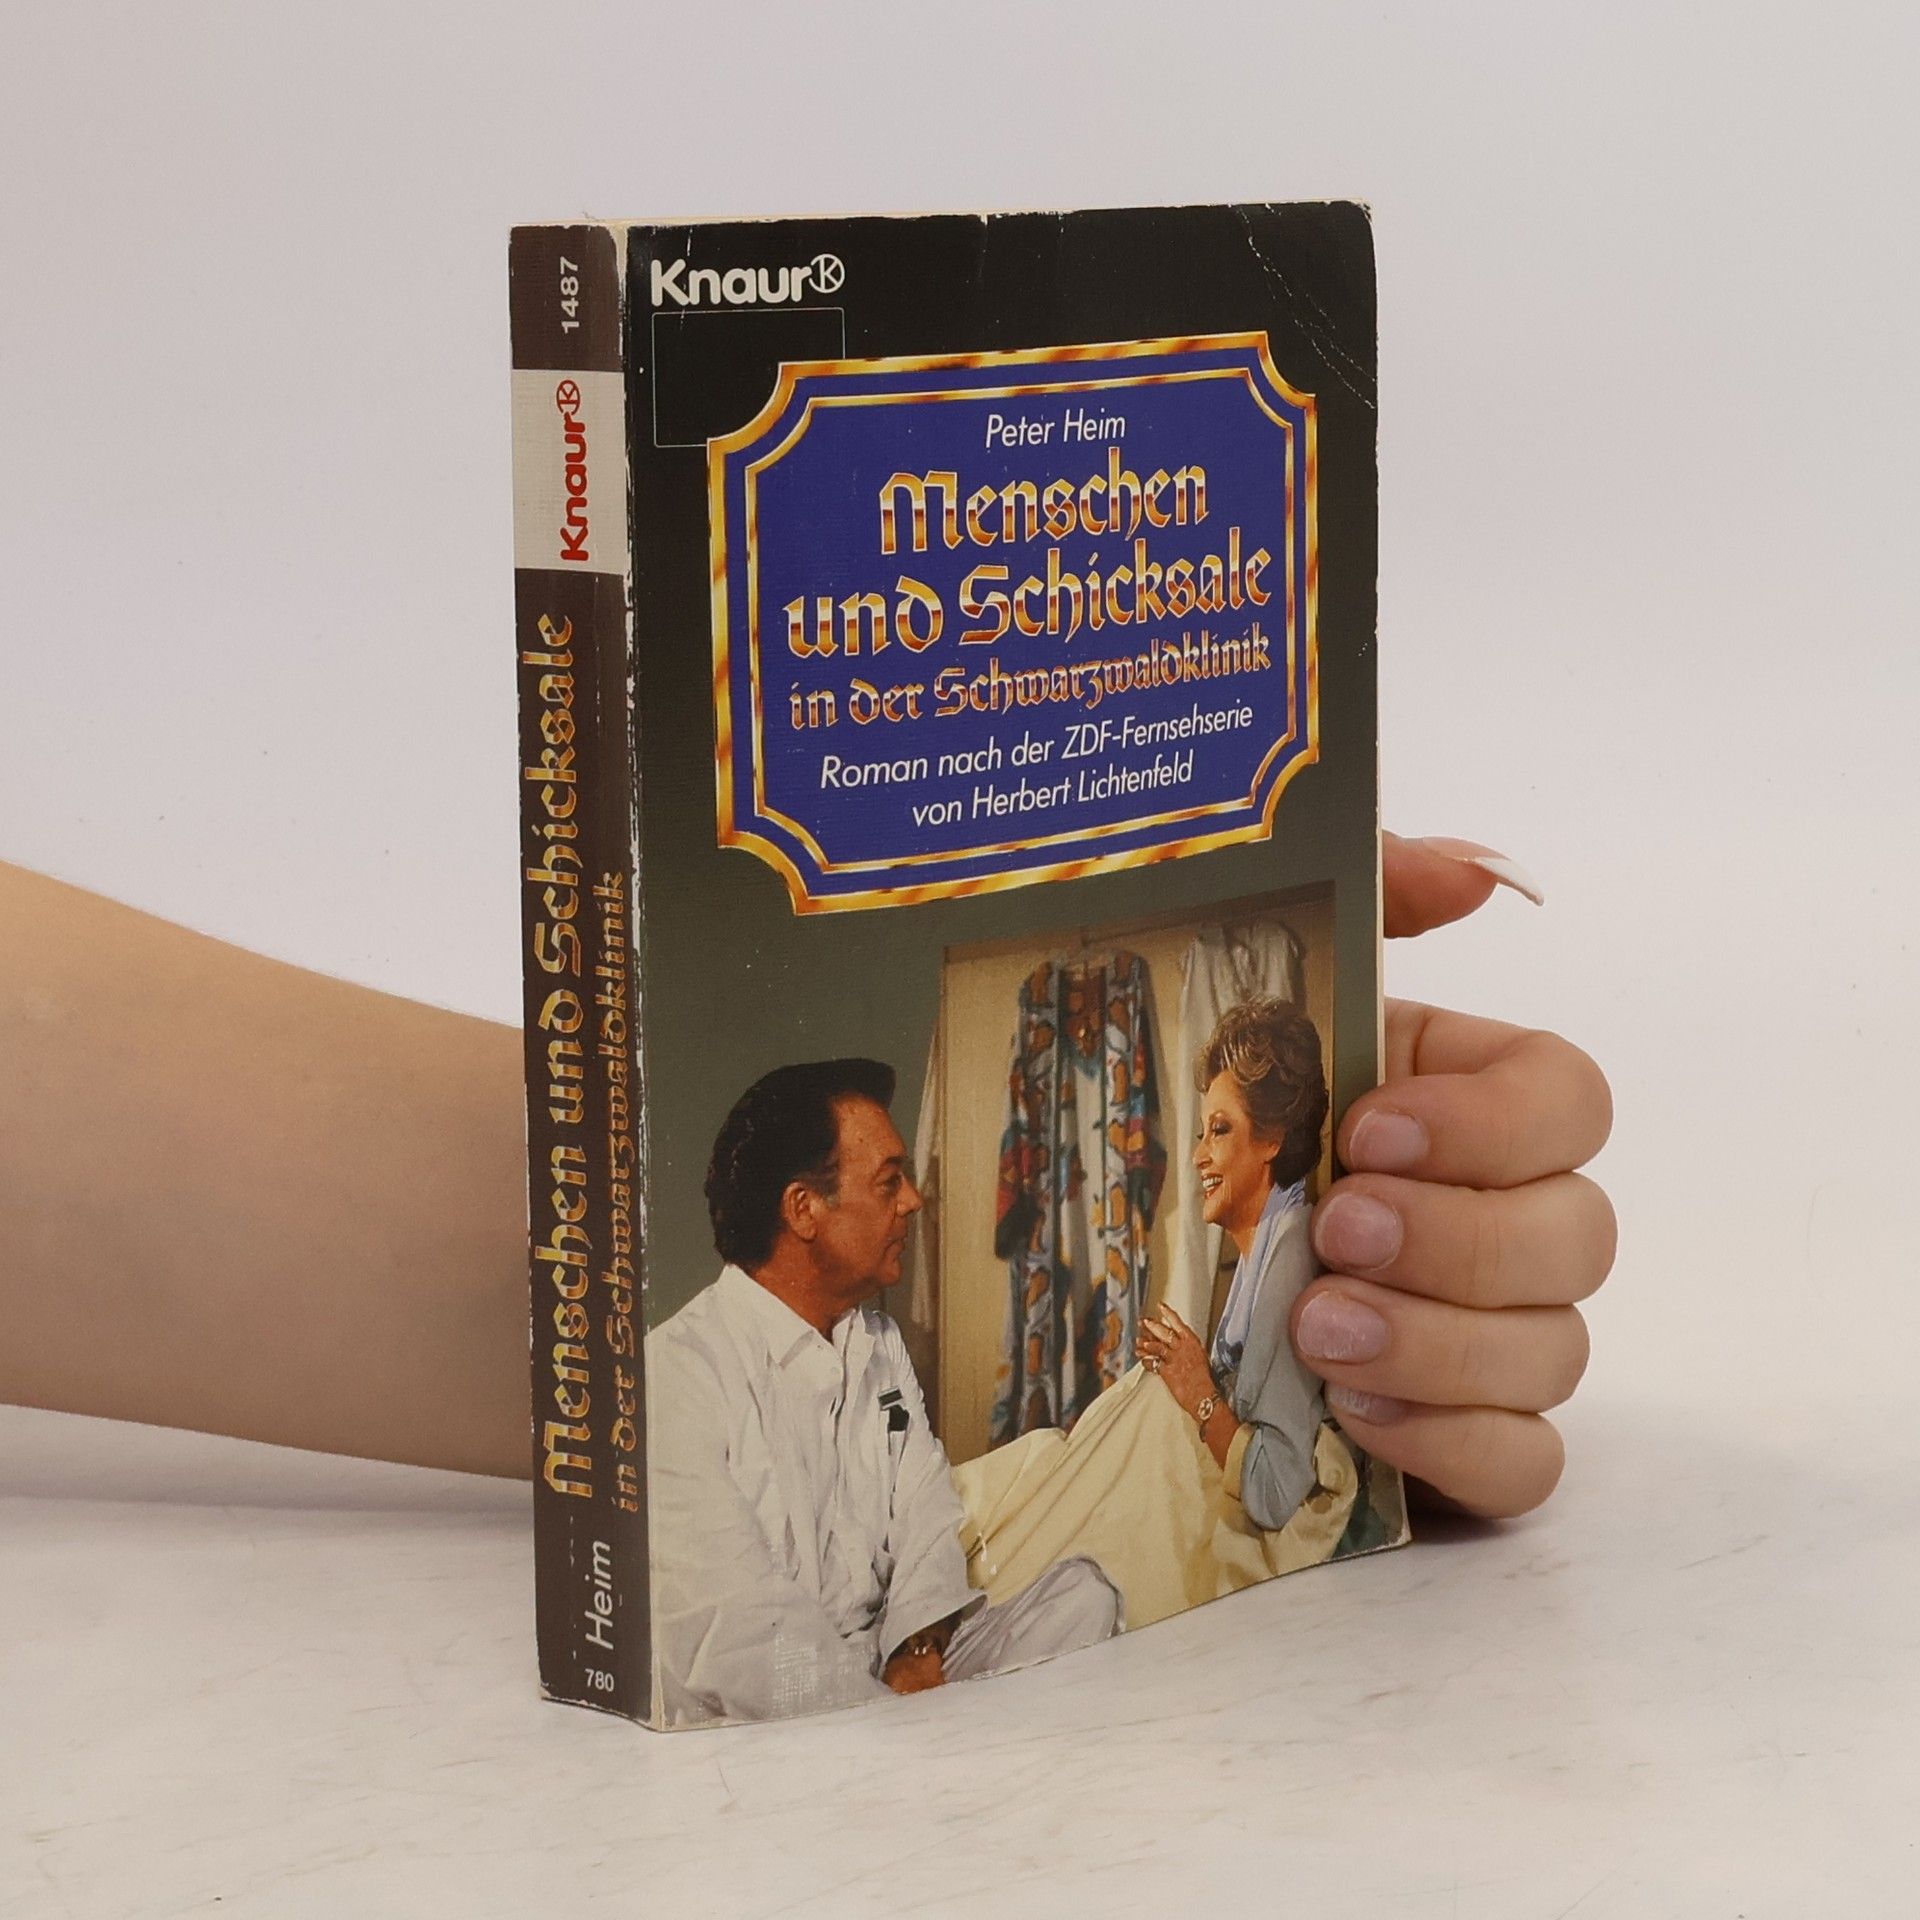 1487
Knaur
Menschen und Schicksale
in der Schwarzwaldklinik
Heim
780
Knaur
Peter Heim
Menschen
und Schicksale
in der Schwarzwaldklinik
Roman nach der ZDF-Fernsehserie
von Herbert Lichtenfeld